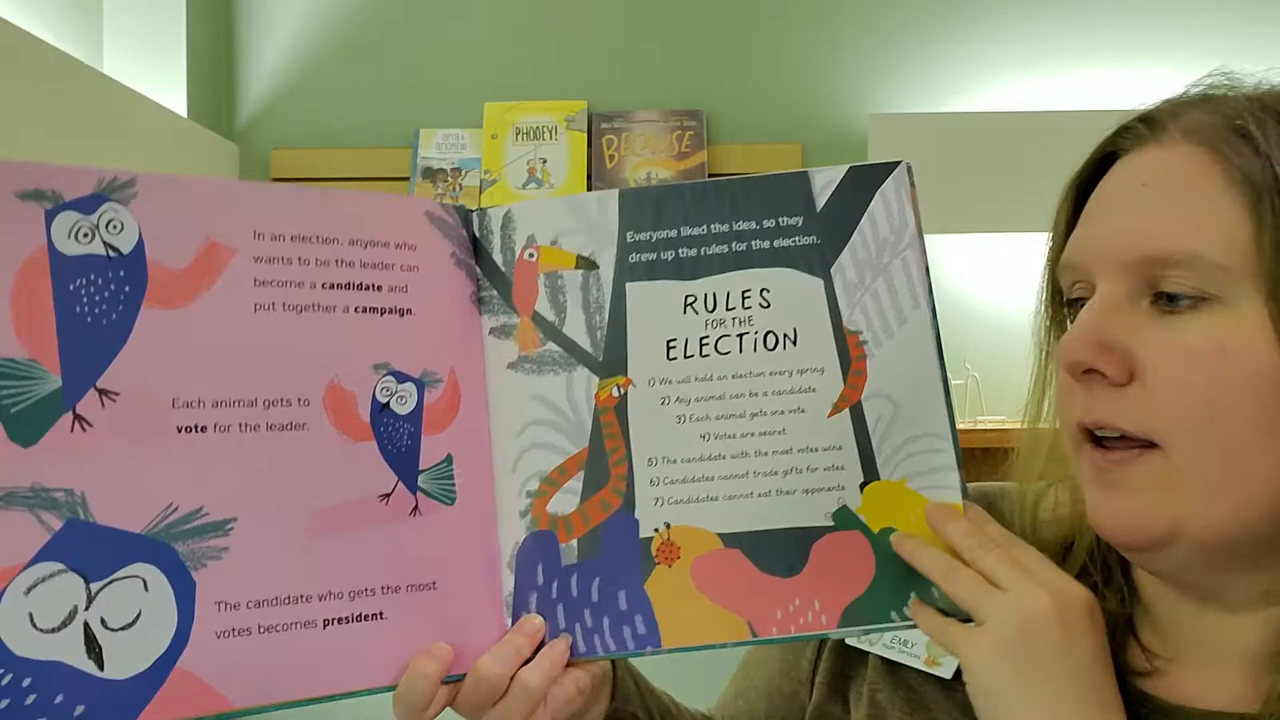 PHOOEY!
BECAUSE
In an election, anyone who
wants to be the leader can
become a candidate and
put together a campaign.
Each animal gets to
vote for the leader.
The candidate who gets the most
votes becomes president.
Everyone liked the idea, so they
drew up the rules for the election.
RULES
FOR THE
ELECTION
1) We will hold an election every spring
2) Any animal can be a candidate.
3) Each animal gets one vote.
4) Votes are secret.
5) The candidate with the most votes wins
6) Candidates cannot trade gifts for votes
7) Candidates cannot eat their opponents
EMILY
Youth Services